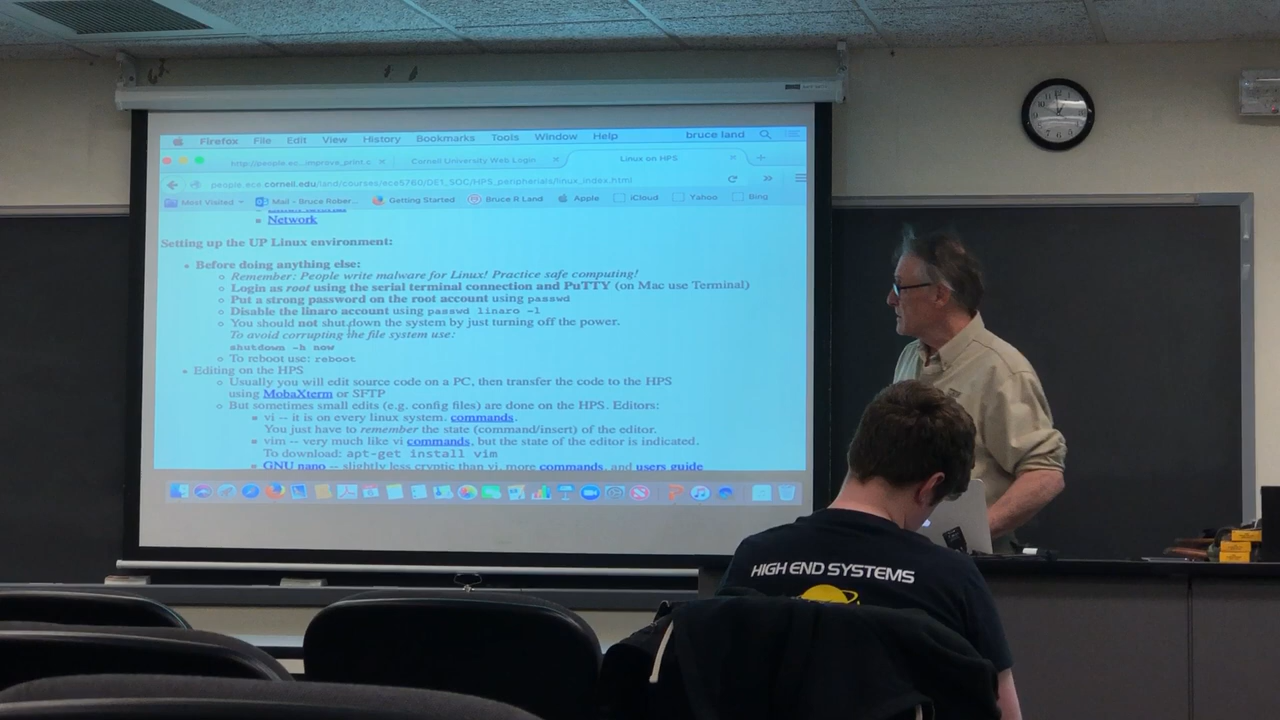 Firefox File Edit View History Bookmarks Tools Window Help bruce land
http://people.ec...improve_print.c Cornell University Web Login Linux on HPS
people.ece.cornell.edu/land/courses/ece5760/DE1_SOC/HPS_peripherials/linux_index.html
Most Visited Mail - Bruce Rober... Getting Started Bruce R Land Apple iCloud Yahoo Bing
Network
Setting up the UP Linux environment:
Before doing anything else:
Remember: People write malware for Linux! Practice safe computing!
Login as root using the serial terminal connection and PuTTY (on Mac use Terminal)
Put a strong password on the root account using passwd
Disable the linaro account using passwd linaro -l
You should not shut down the system by just turning off the power.
To avoid corrupting the file system use:
shutdown -h now
To reboot use: reboot
Editing on the HPS
Usually you will edit source code on a PC, then transfer the code to the HPS
using MobaXterm or SFTP
But sometimes small edits (e.g. config files) are done on the HPS. Editors:
vi -- it is on every linux system. commands.
You just have to remember the state (command/insert) of the editor.
vim -- very much like vi commands, but the state of the editor is indicated.
To download: apt-get install vim
GNU nano -- slightly less cryptic than vi, more commands, and users guide
HIGH END SYSTEMS